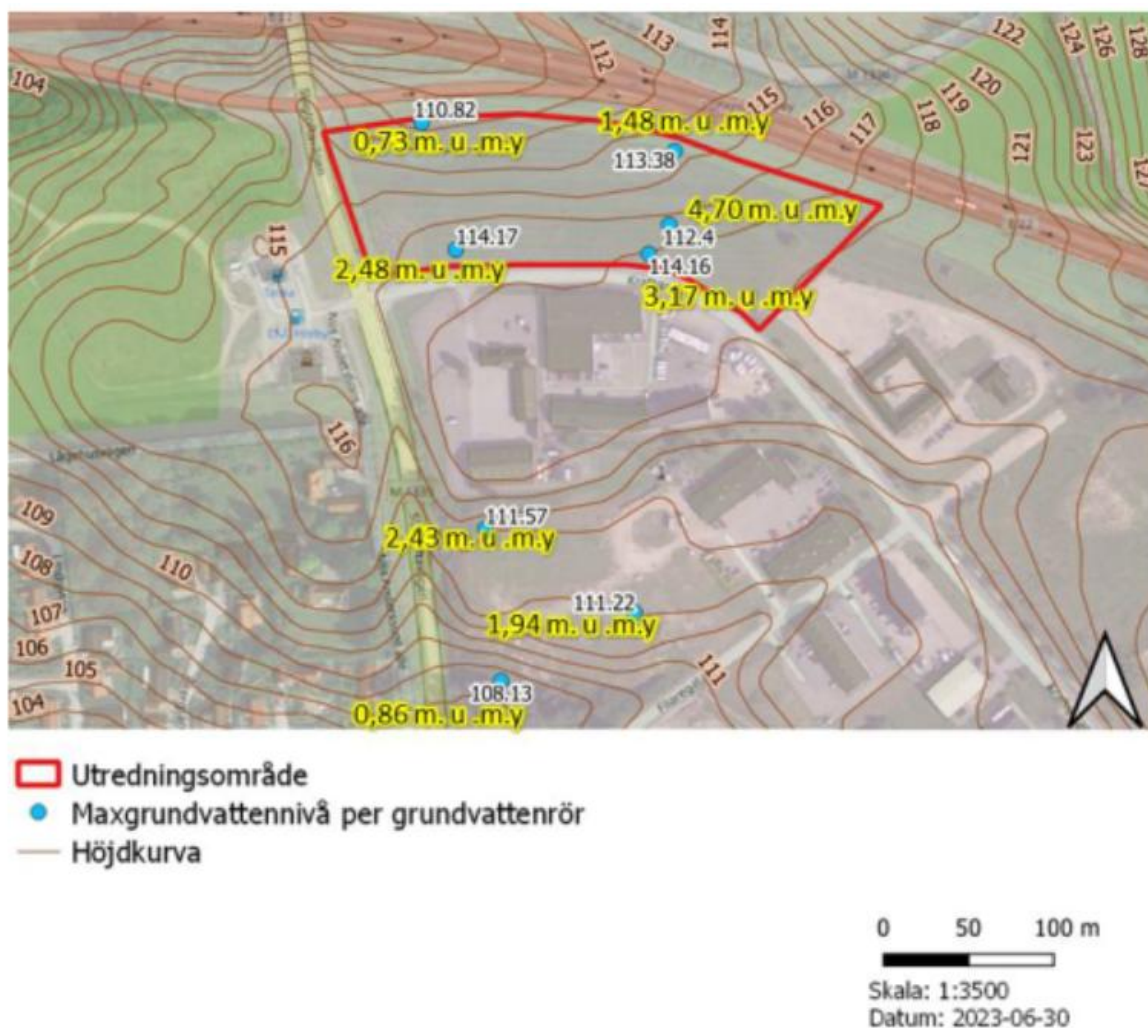 104
112
113
114
122
124
126
128
110.82
0,73 m. u .m.y
1,48 m. u .m.y
113.38
115
116
117
118
119
120
121
123
4,70 m. u .m.y
112.4
114.17
2,48 m. u .m.y
114.16
3,17 m. u .m.y
115
116
111.57
2,43 m. u .m.y
109
108
110
107
106
105
104
111.22
1,94 m. u .m.y
111
108.13
0,86 m. u .m.y
Utredningsområde
Maxgrundvattennivå per grundvattenrör
Höjdkurva
0 50 100 m
Skala: 1:3500
Datum: 2023-06-30